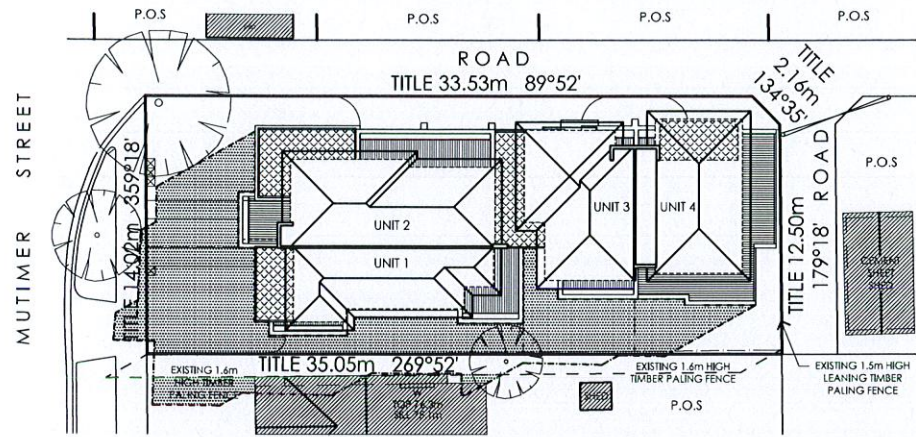 P.O.S
P.O.S
P.O.S
P.O.S
ROAD
TITLE 33.53m 89°52'
TITLE
2.16m
134°35'
MUTIMER STREET
TITLE 14.02m 359°18'
UNIT 2
UNIT 1
UNIT 3
UNIT 4
TITLE 12.50m
179°18' ROAD
P.O.S
CEMENT
SHEET
SHED
TITLE 35.05m 269°52'
EXISTING 1.6m
HIGH TIMBER
PALING FENCE
W
SHED
EXISTING 1.6m HIGH
TIMBER PALING FENCE
P.O.S
EXISTING 1.5m HIGH
LEANING TIMBER
PALING FENCE